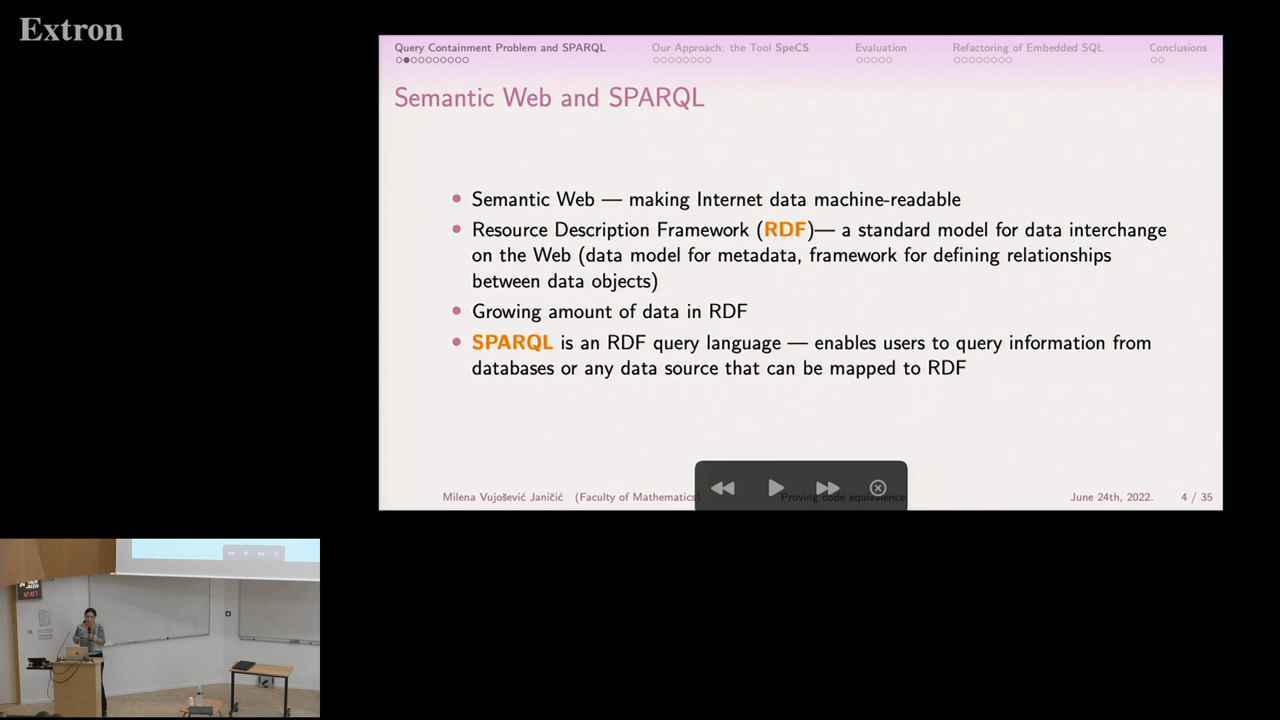 Extron
Query Containment Problem and SPARQL
Our Approach: the Tool SpeCS
Evaluation
Refactoring of Embedded SQL
Conclusions
Semantic Web and SPARQL
Semantic Web — making Internet data machine-readable
Resource Description Framework (RDF)— a standard model for data interchange
on the Web (data model for metadata, framework for defining relationships
between data objects)
Growing amount of data in RDF
SPARQL is an RDF query language — enables users to query information from
databases or any data source that can be mapped to RDF
Milena Vujošević Janičić (Faculty of Mathematics)
Proving code equivalence
June 24th, 2022.
4 / 35
12:07